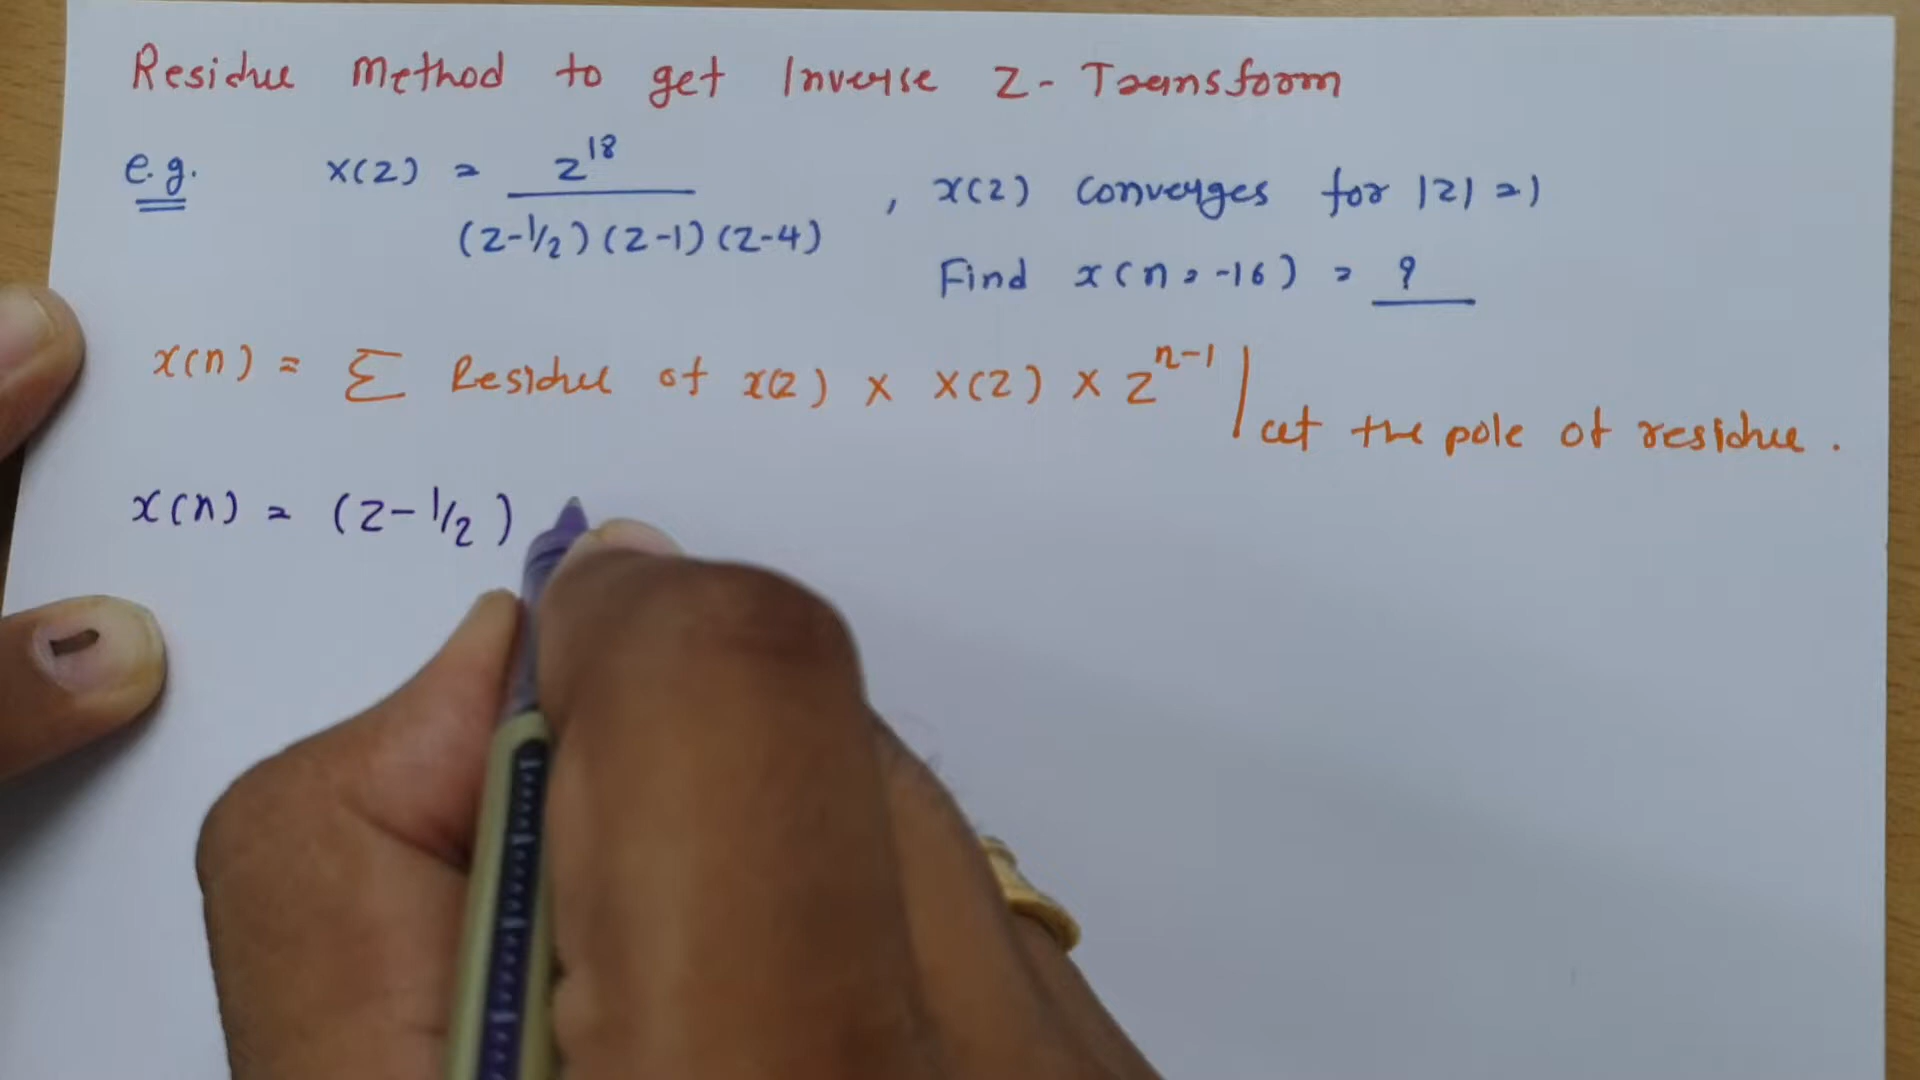 Residue Method to get Inverse Z-Transform
e.g. X(z) = z^18 / (z-1/2)(z-1)(z-4) , x(z) converges for |z| = 1
Find x(n = -16) = ?
x(n) = Σ Residue of x(z) × X(z) × z^n-1 | at the pole of residue.
x(n) = (z-1/2)